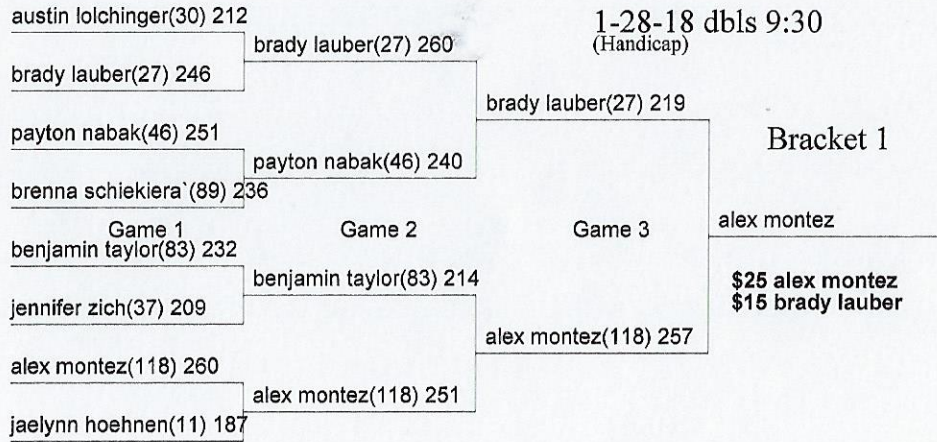 austin lolchinger(30) 212
1-28-18 dbls 9:30
(Handicap)
brady lauber(27) 260
brady lauber(27) 246
brady lauber(27) 219
payton nabak(46) 251
Bracket 1
payton nabak(46) 240
brenna schiekiera`(89) 236
Game 1
Game 2
Game 3
alex montez
benjamin taylor(83) 232
benjamin taylor(83) 214
$25 alex montez
$15 brady lauber
jennifer zich(37) 209
alex montez(118) 257
alex montez(118) 260
alex montez(118) 251
jaelynn hoehnen(11) 187